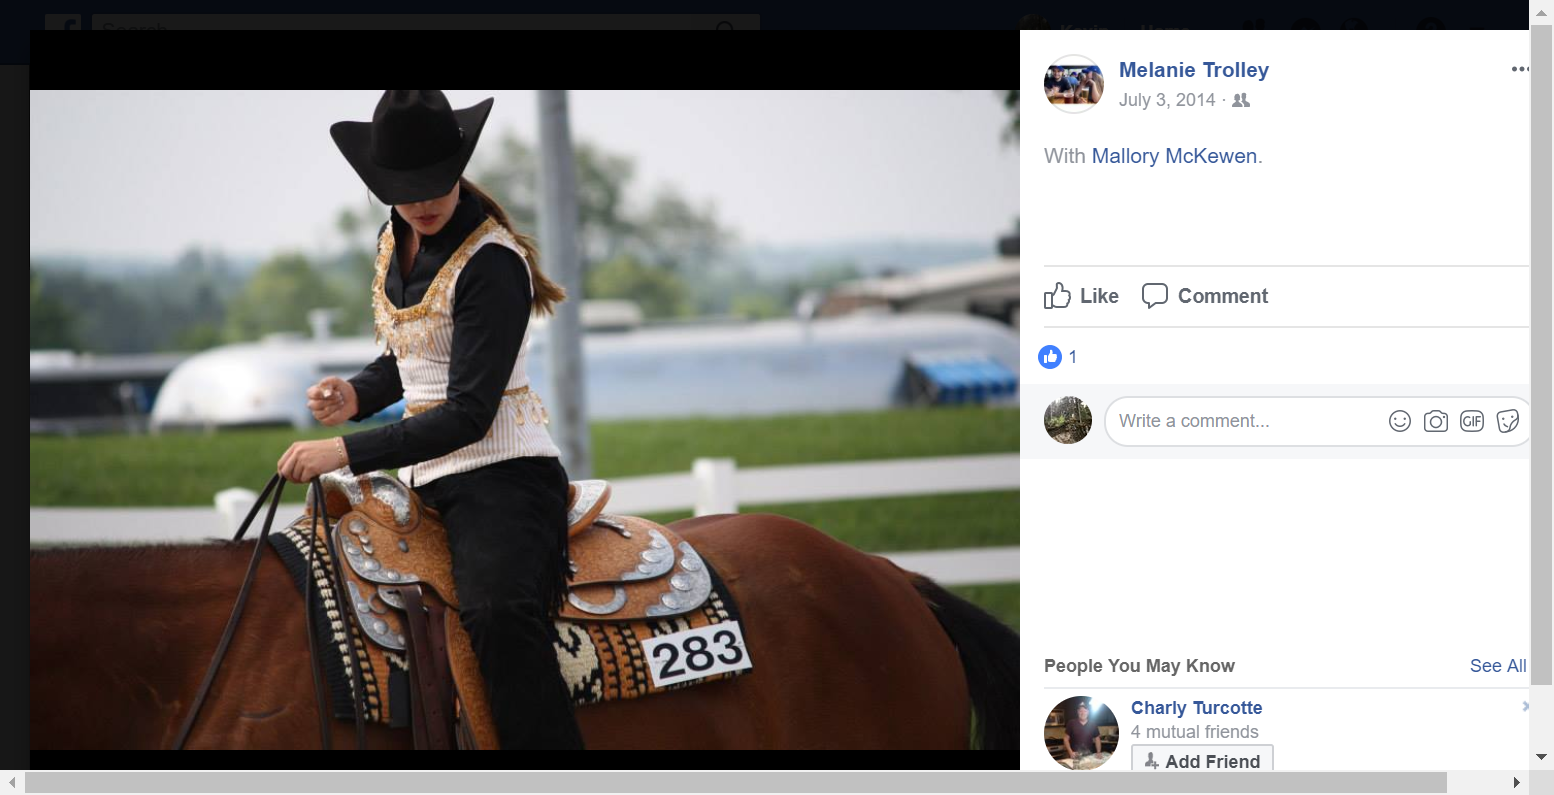 Search
Melanie Trolley
July 3, 2014 ·
With Mallory McKewen.
Like Comment
1
Write a comment...
GIF
283
People You May Know
See All
Charly Turcotte
4 mutual friends
Add Friend